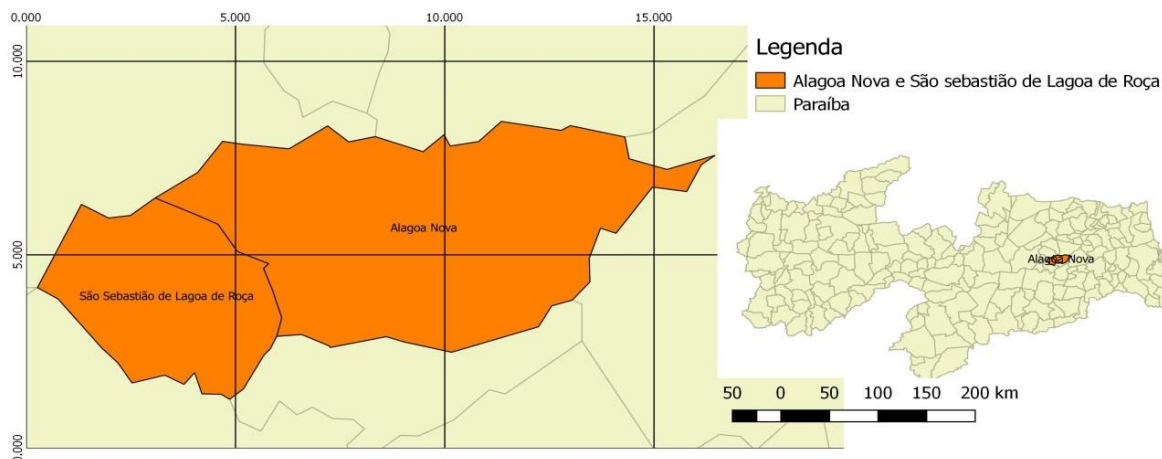 0.000 5.000 10.000 15.000
10.000
5.000
0.000
Legenda
Alagoa Nova e São sebastião de Lagoa de Roça
Paraíba
Alagoa Nova
São Sebastião de Lagoa de Roça
Alagoa Nova
50 0 50 100 150 200 km